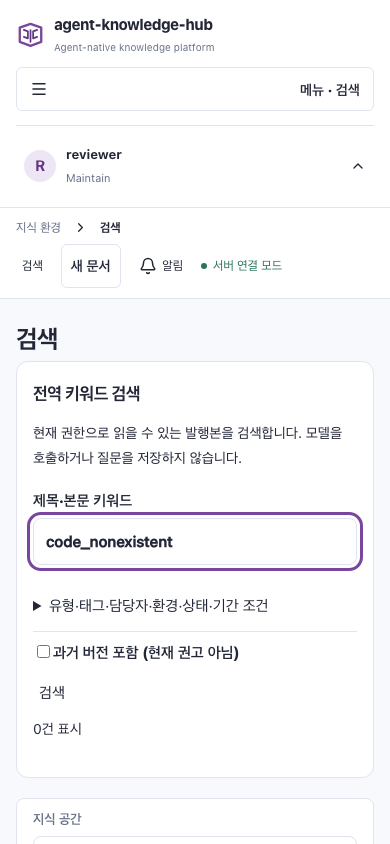 agent-knowledge-hub
Agent-native knowledge platform
메뉴 · 검색
R
reviewer
Maintain
지식 환경 > 검색
검색 새 문서 알림 서버 연결 모드
검색
전역 키워드 검색
현재 권한으로 읽을 수 있는 발행본을 검색합니다. 모델을
호출하거나 질문을 저장하지 않습니다.
제목·본문 키워드
code_nonexistent
유형·태그·담당자·환경·상태·기간 조건
과거 버전 포함 (현재 권고 아님)
검색
0건 표시
지식 공간